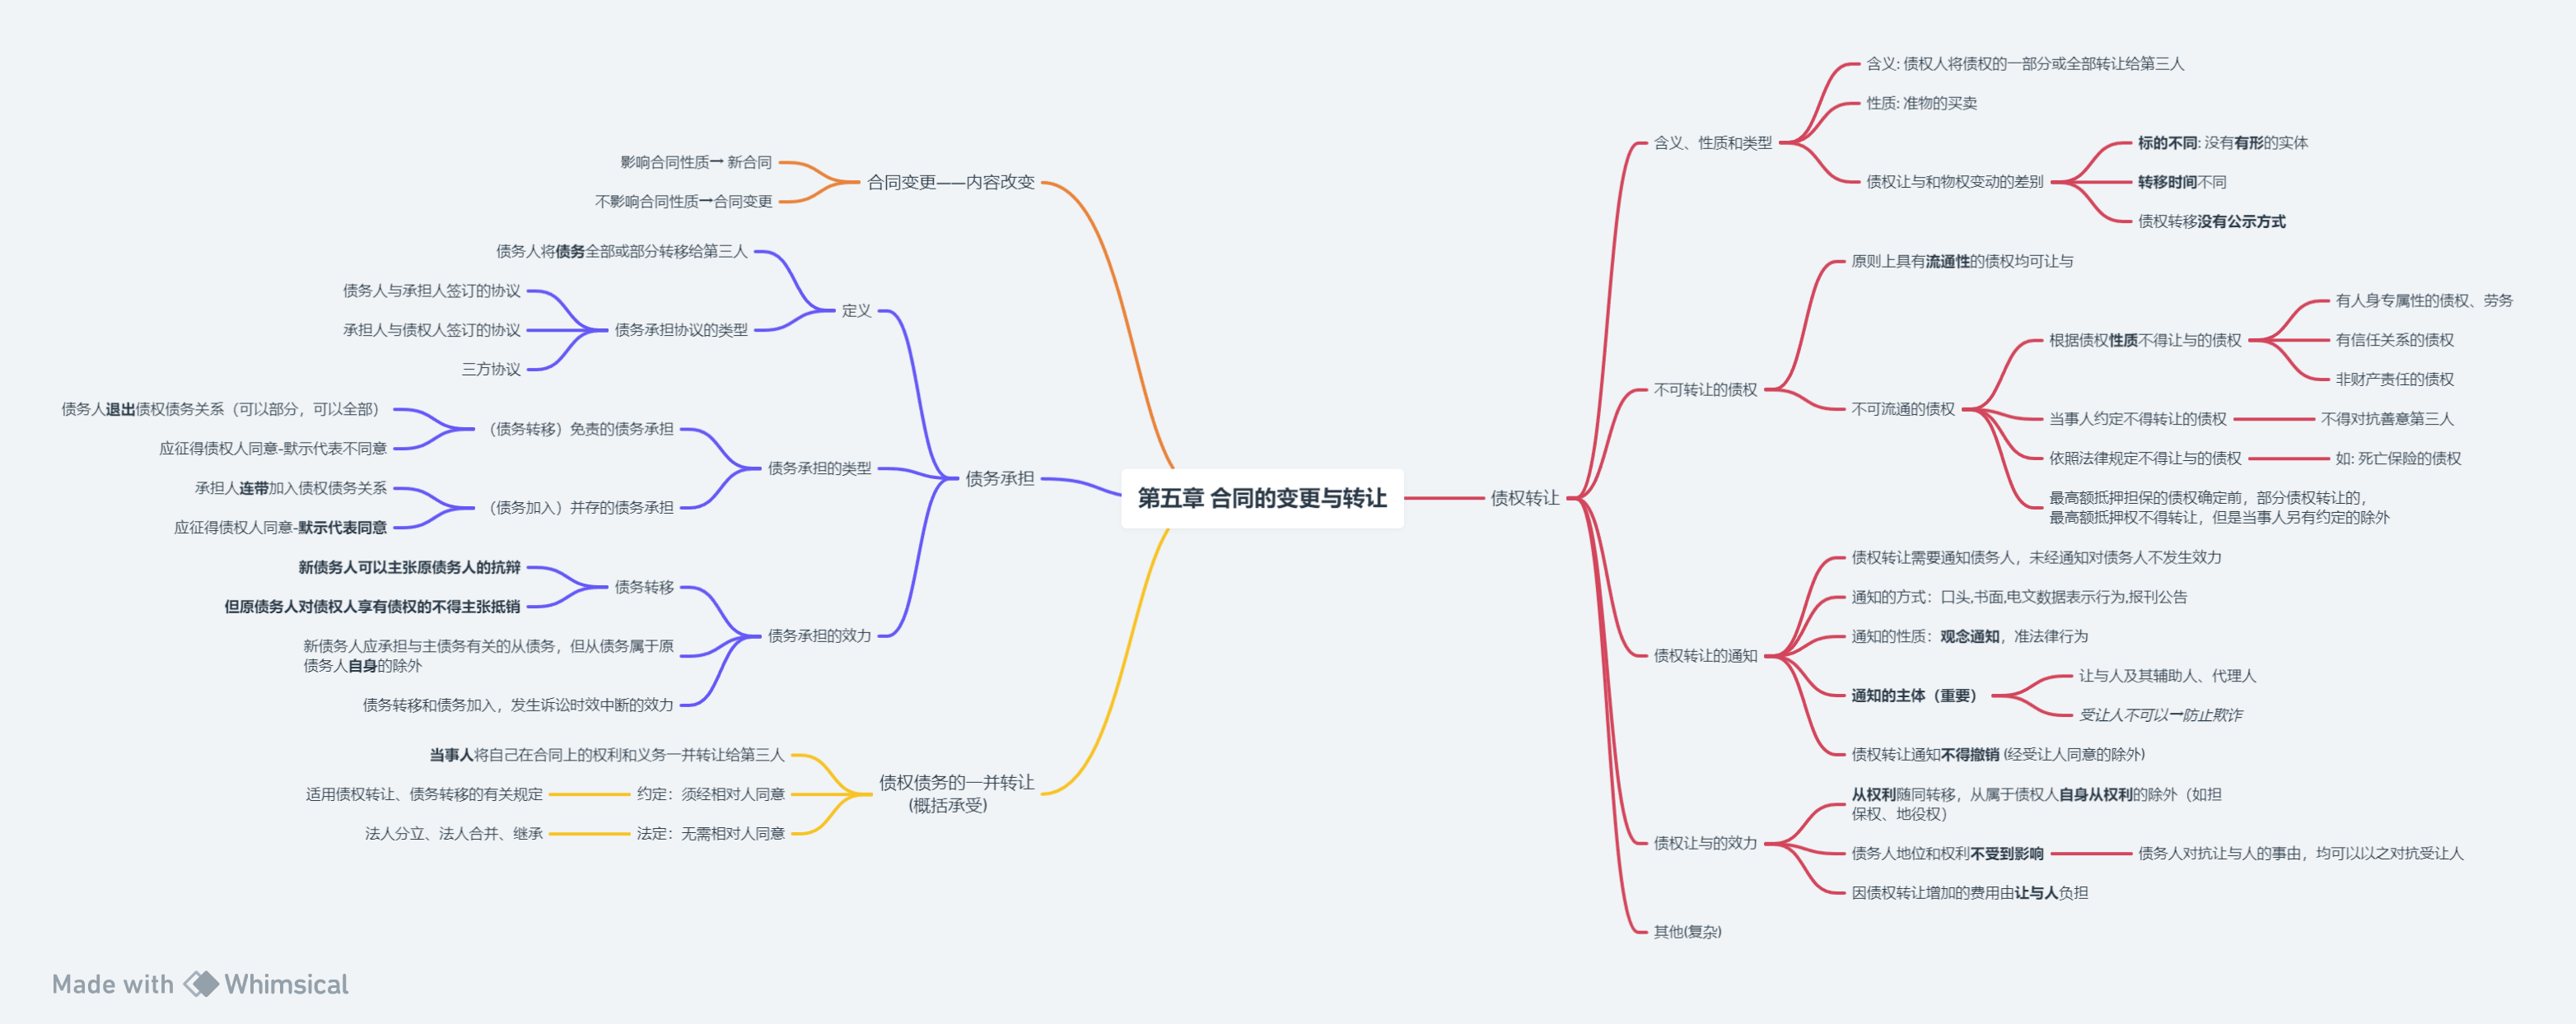 第五章 合同的变更与转让
合同变更——内容改变
影响合同性质→ 新合同
不影响合同性质→合同变更
债务承担
定义
债务人将债务全部或部分转移给第三人
债务承担协议的类型
债务人与承担人签订的协议
承担人与债权人签订的协议
三方协议
债务承担的类型
（债务转移）免责的债务承担
债务人退出债权债务关系（可以部分，可以全部）
应征得债权人同意-默示代表不同意
（债务加入）并存的债务承担
承担人连带加入债权债务关系
应征得债权人同意-默示代表同意
债务承担的效力
债务转移
新债务人可以主张原债务人的抗辩
但原债务人对债权人享有债权的不得主张抵销
新债务人应承担与主债务有关的从债务，但从债务属于原
债务人自身的除外
债务转移和债务加入，发生诉讼时效中断的效力
债权债务的一并转让
(概括承受)
当事人将自己在合同上的权利和义务一并转让给第三人
约定：须经相对人同意
适用债权转让、债务转移的有关规定
法定：无需相对人同意
法人分立、法人合并、继承
债权转让
含义、性质和类型
含义: 债权人将债权的一部分或全部转让给第三人
性质: 准物的买卖
债权让与和物权变动的差别
标的不同: 没有有形的实体
转移时间不同
债权转移没有公示方式
不可转让的债权
原则上具有流通性的债权均可让与
不可流通的债权
根据债权性质不得让与的债权
有人身专属性的债权、劳务
有信任关系的债权
非财产责任的债权
当事人约定不得转让的债权
不得对抗善意第三人
依照法律规定不得让与的债权
如: 死亡保险的债权
最高额抵押担保的债权确定前，部分债权转让的，
最高额抵押权不得转让，但是当事人另有约定的除外
债权转让的通知
债权转让需要通知债务人，未经通知对债务人不发生效力
通知的方式：口头,书面,电文数据表示行为,报刊公告
通知的性质：观念通知，准法律行为
通知的主体（重要）
让与人及其辅助人、代理人
受让人不可以→防止欺诈
债权转让通知不得撤销 (经受让人同意的除外)
债权让与的效力
从权利随同转移，从属于债权人自身从权利的除外（如担
保权、地役权）
债务人地位和权利不受到影响
债务人对抗让与人的事由，均可以以之对抗受让人
因债权转让增加的费用由让与人负担
其他(复杂)
Made with Whimsical